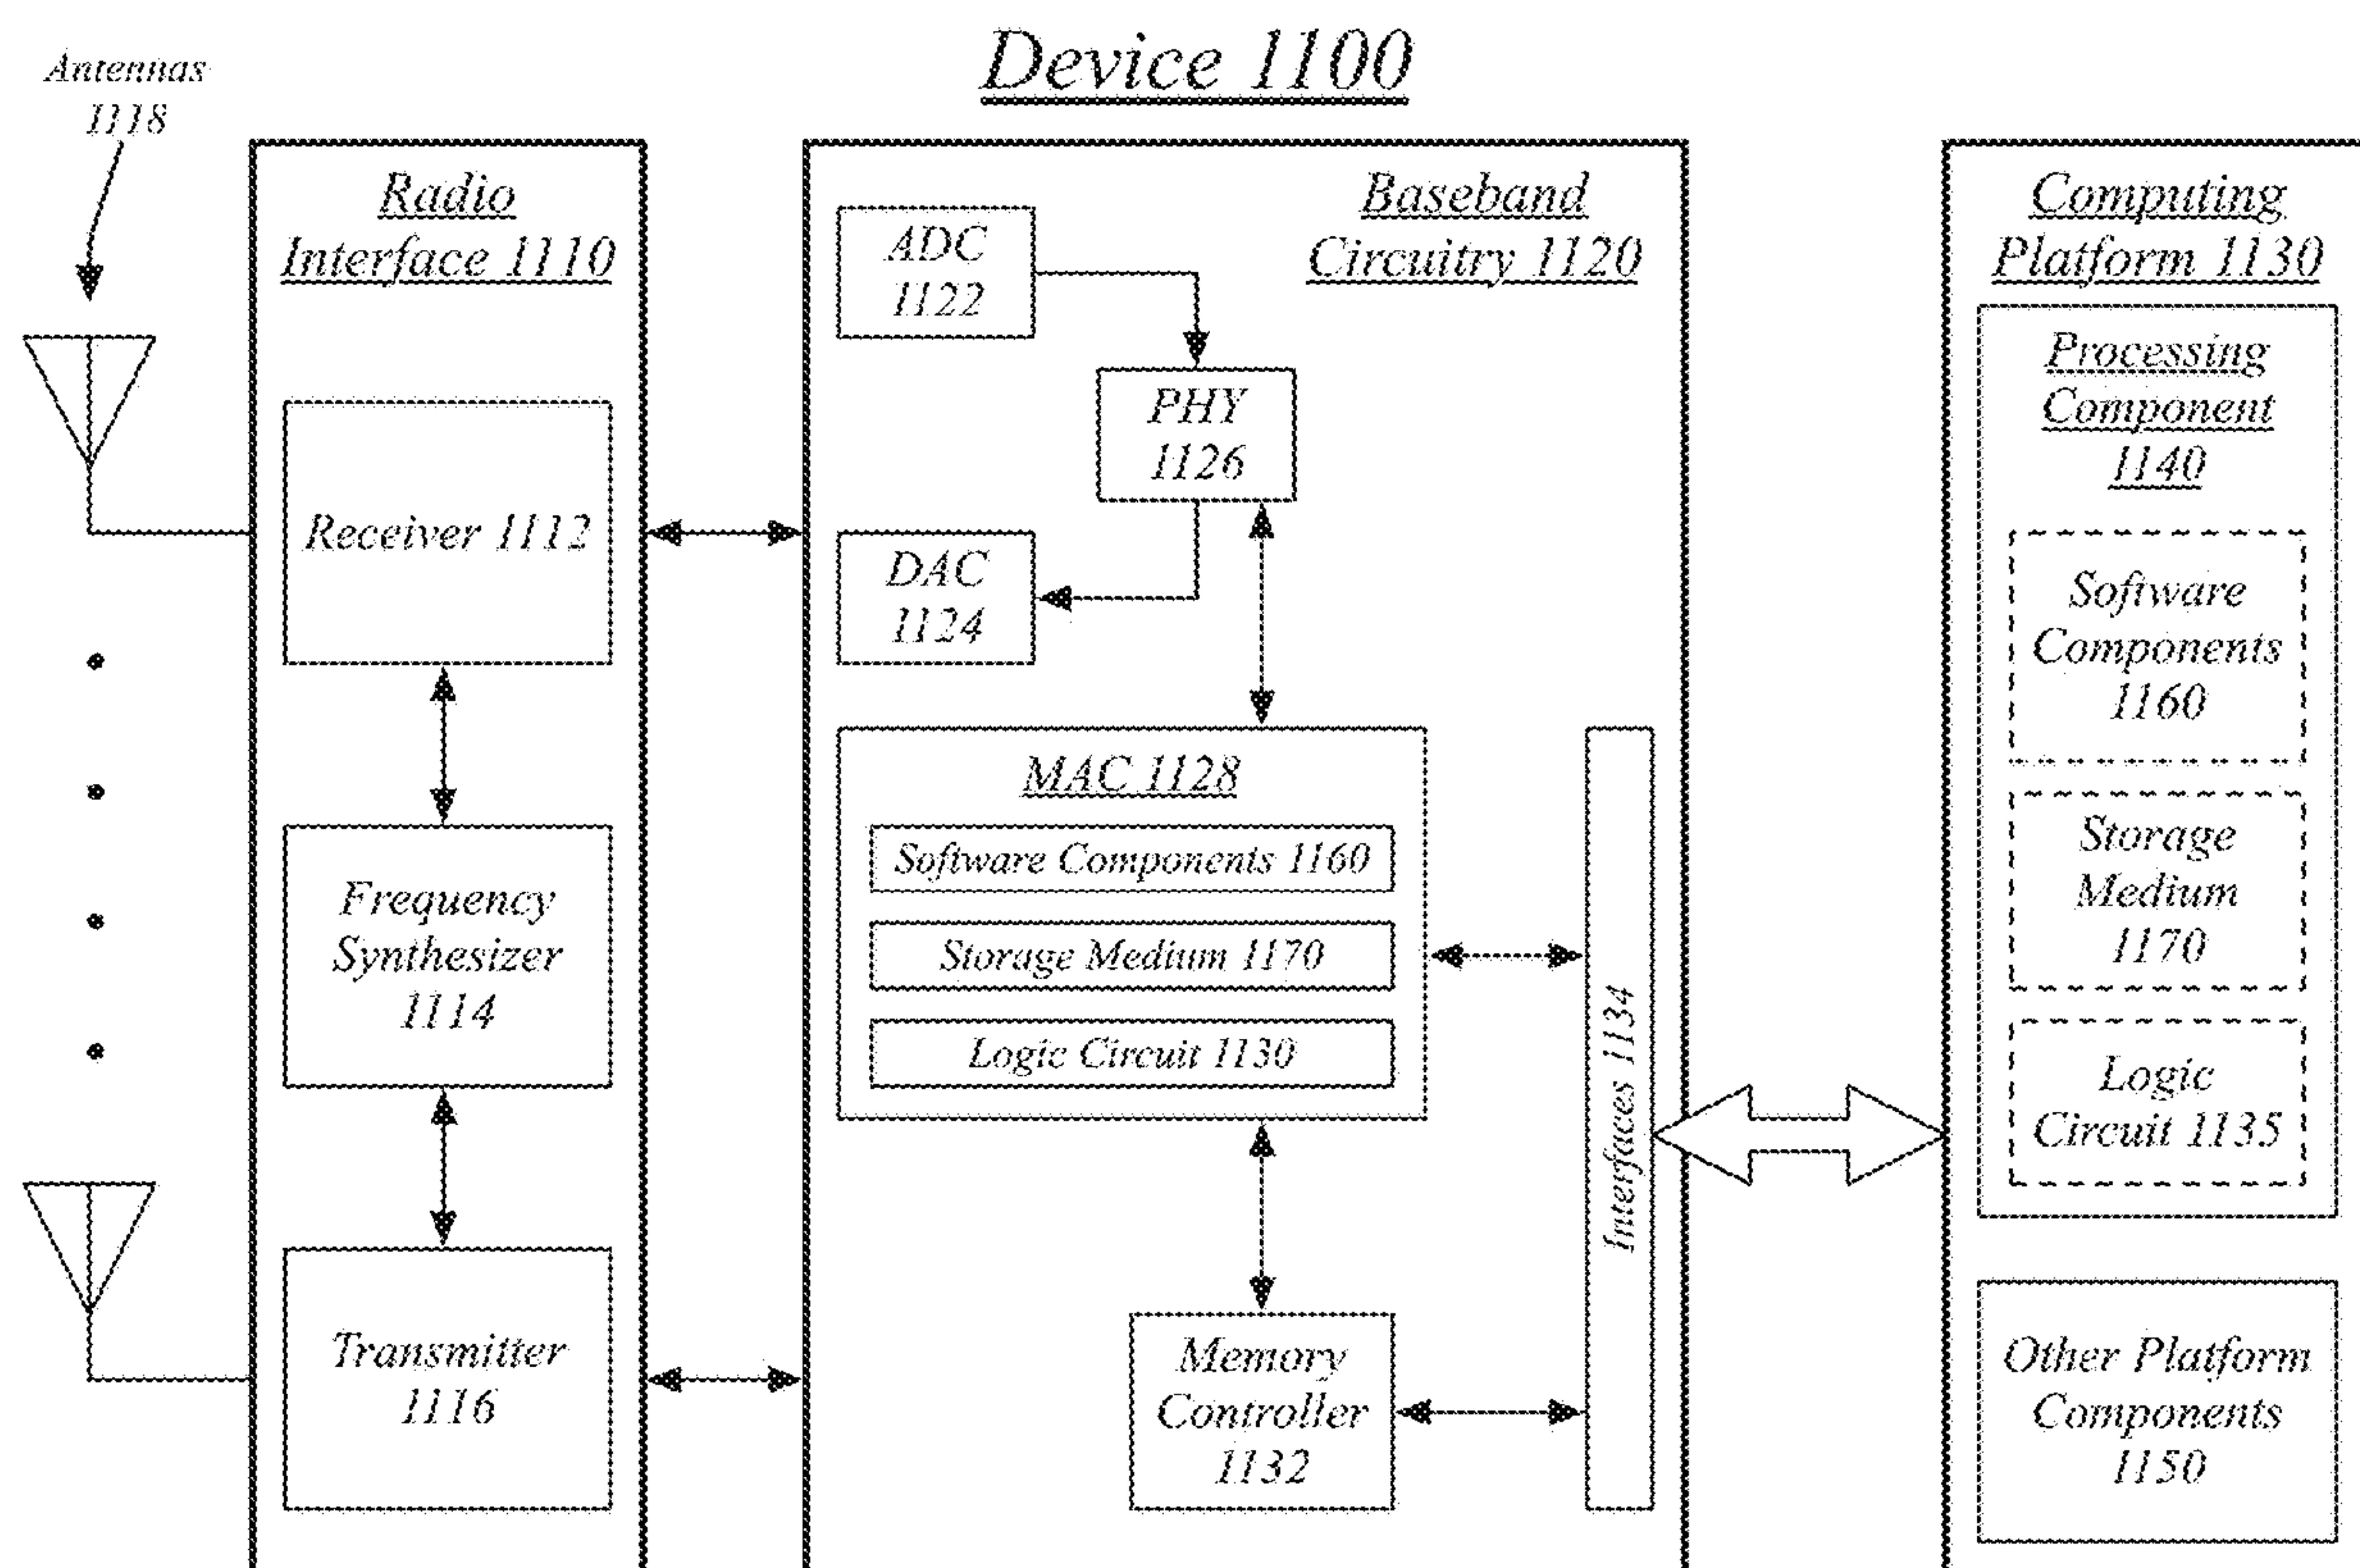 Device 1100
Antennas
1118
Radio
Interface 1110
Receiver 1112
Frequency
Synthesizer
1114
Transmitter
1116
Baseband
Circuitry 1120
ADC
1122
PHY
1126
DAC
1124
MAC 1128
Software Components 1160
Storage Medium 1170
Logic Circuit 1130
Interfaces 1134
Memory
Controller
1132
Computing
Platform 1130
Processing
Component
1140
Software
Components
1160
Storage
Medium
1170
Logic
Circuit 1135
Other Platform
Components
1150